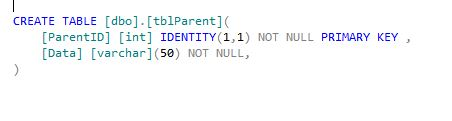 CREATE TABLE [dbo].[tblParent](
[ParentID] [int] IDENTITY(1,1) NOT NULL PRIMARY KEY ,
[Data] [varchar](50) NOT NULL,
)